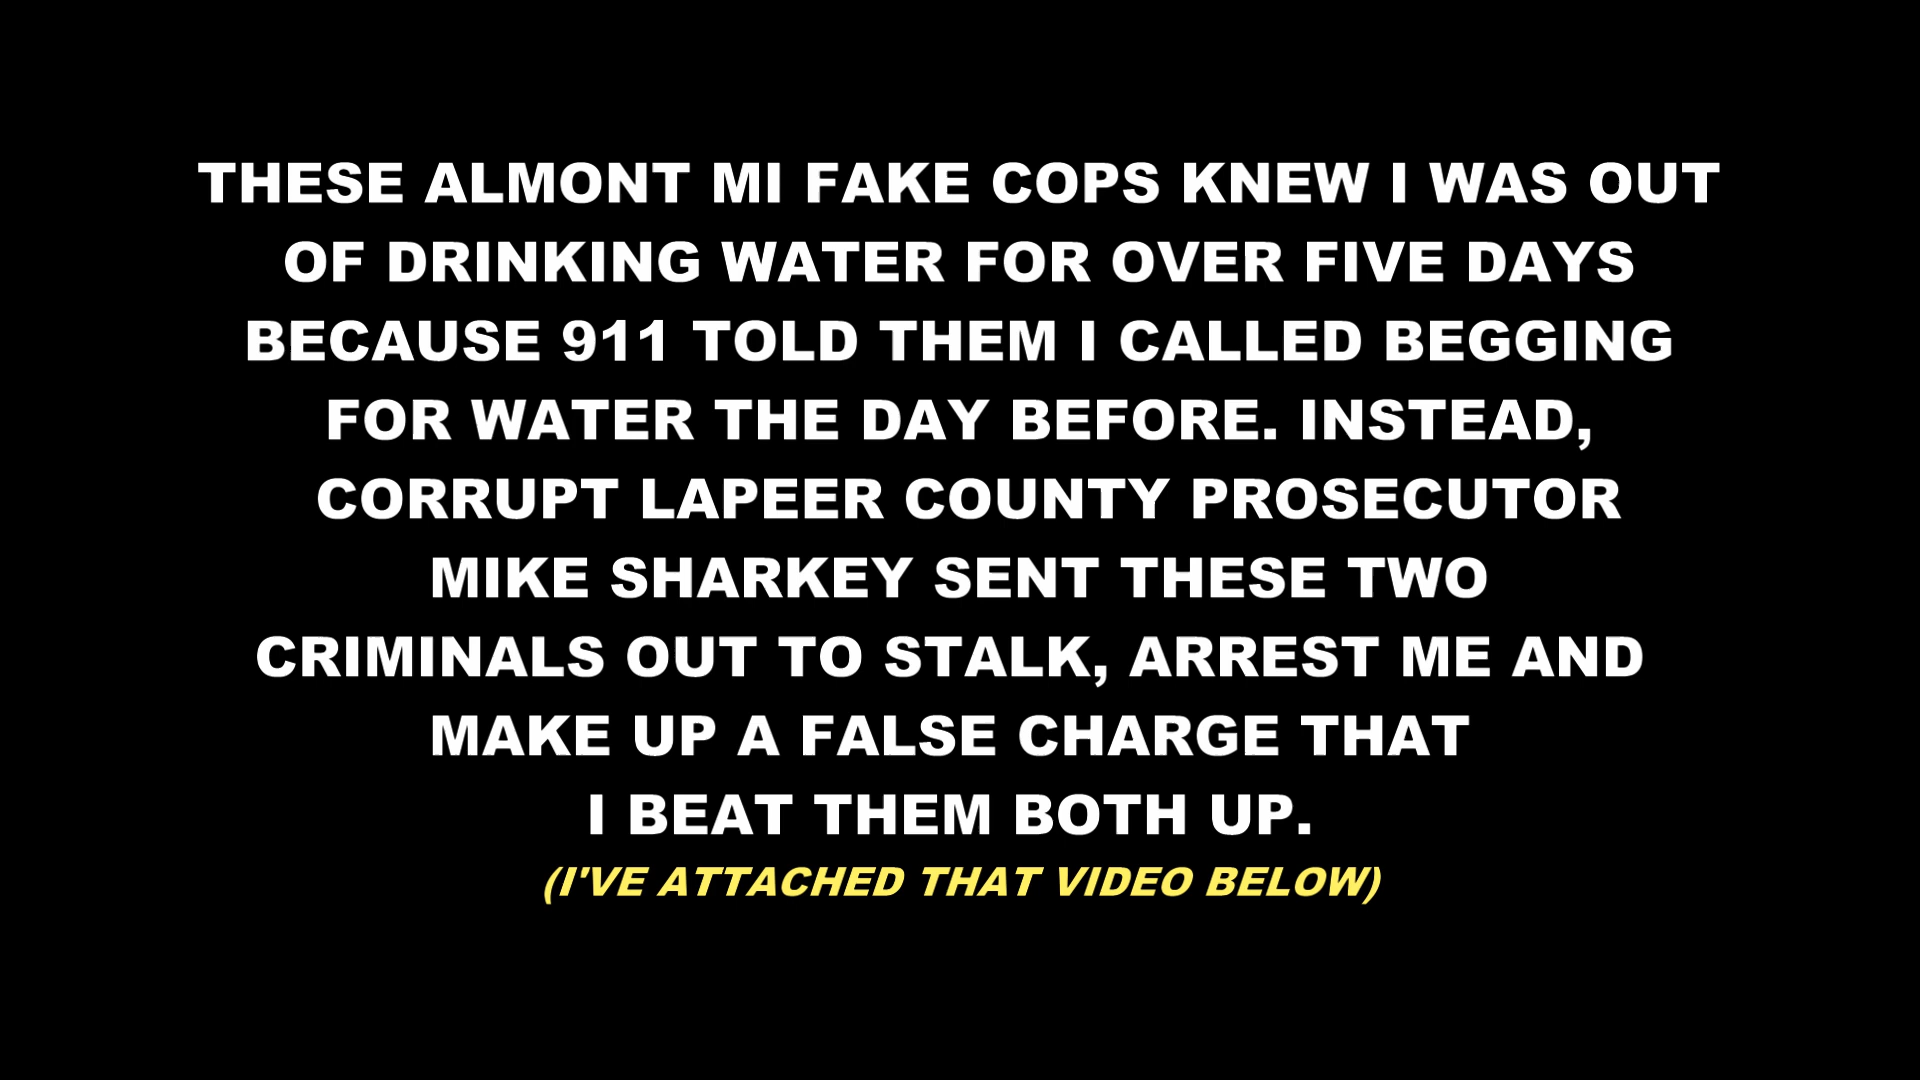 THESE ALMONT MI FAKE COPS KNEW I WAS OUT
OF DRINKING WATER FOR OVER FIVE DAYS
BECAUSE 911 TOLD THEM I CALLED BEGGING
FOR WATER THE DAY BEFORE. INSTEAD,
CORRUPT LAPEER COUNTY PROSECUTOR
MIKE SHARKEY SENT THESE TWO
CRIMINALS OUT TO STALK, ARREST ME AND
MAKE UP A FALSE CHARGE THAT
I BEAT THEM BOTH UP.
(I'VE ATTACHED THAT VIDEO BELOW)